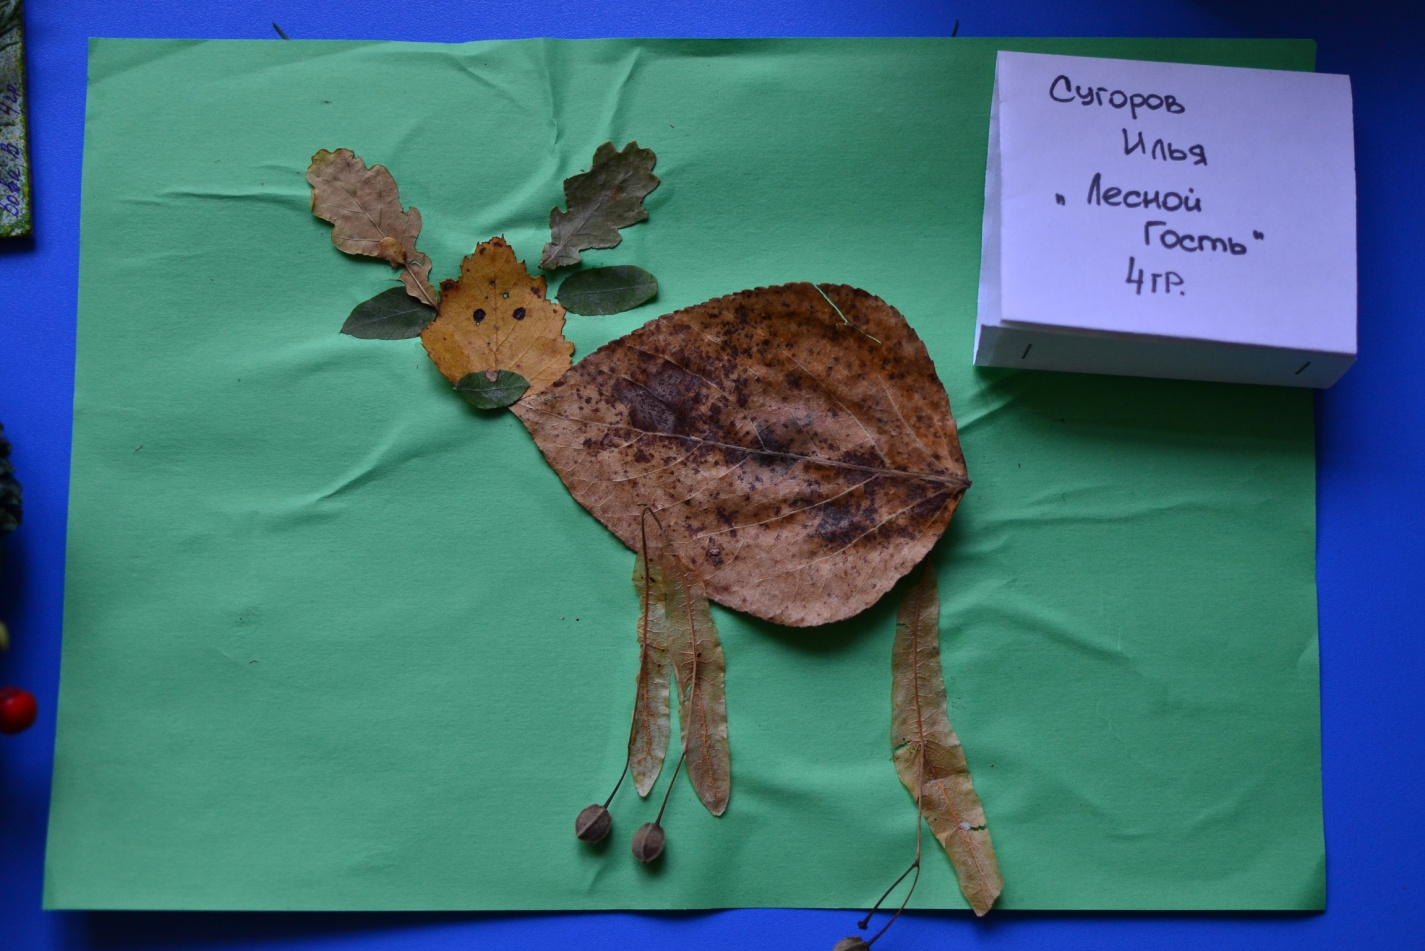 Сугоров
Илья
„Лесной
Гость"
4гр.